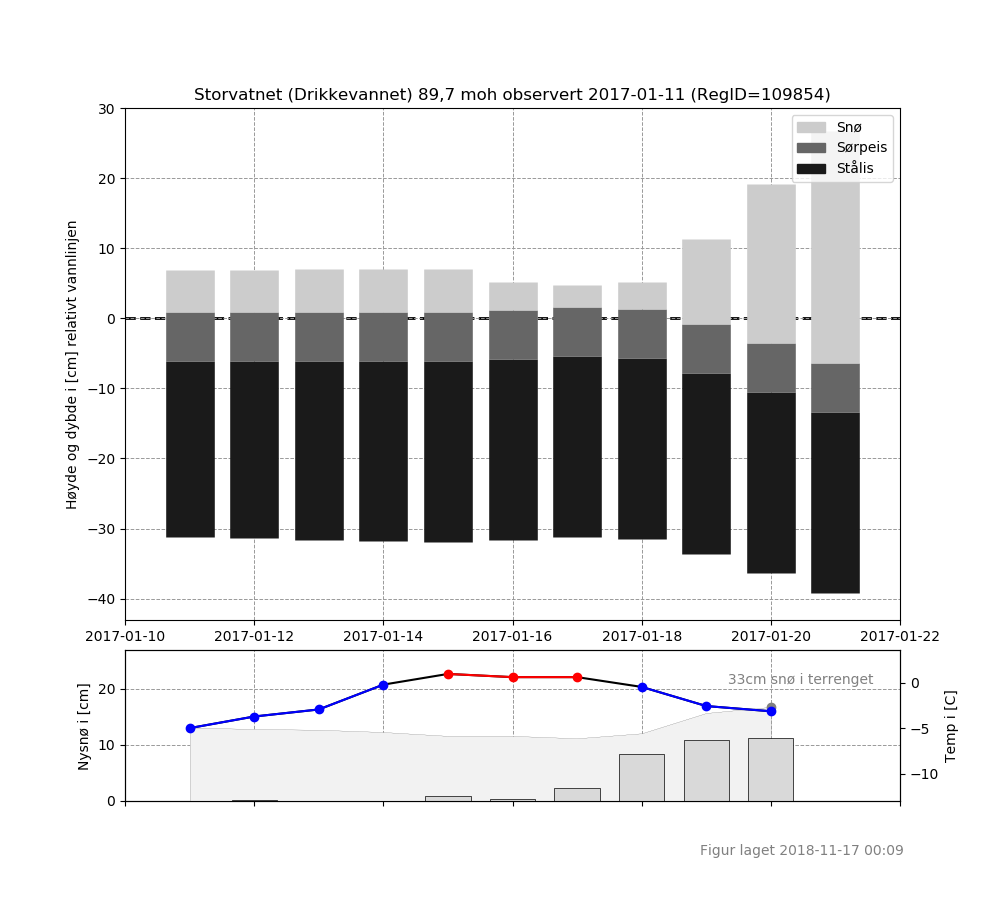 Storvatnet (Drikkevannet) 89,7 moh observert 2017-01-11 (RegID=109854)
Høyde og dybde i [cm] relativt vannlinjen
30
20
10
0
−10
−20
−30
−40
Snø
Sørpeis
Stålis
2017-01-10 2017-01-12 2017-01-14 2017-01-16 2017-01-18 2017-01-20 2017-01-22
Nysnø i [cm]
20
10
0
33cm snø i terrenget
0
−5
−10
Temp i [C]
Figur laget 2018-11-17 00:09